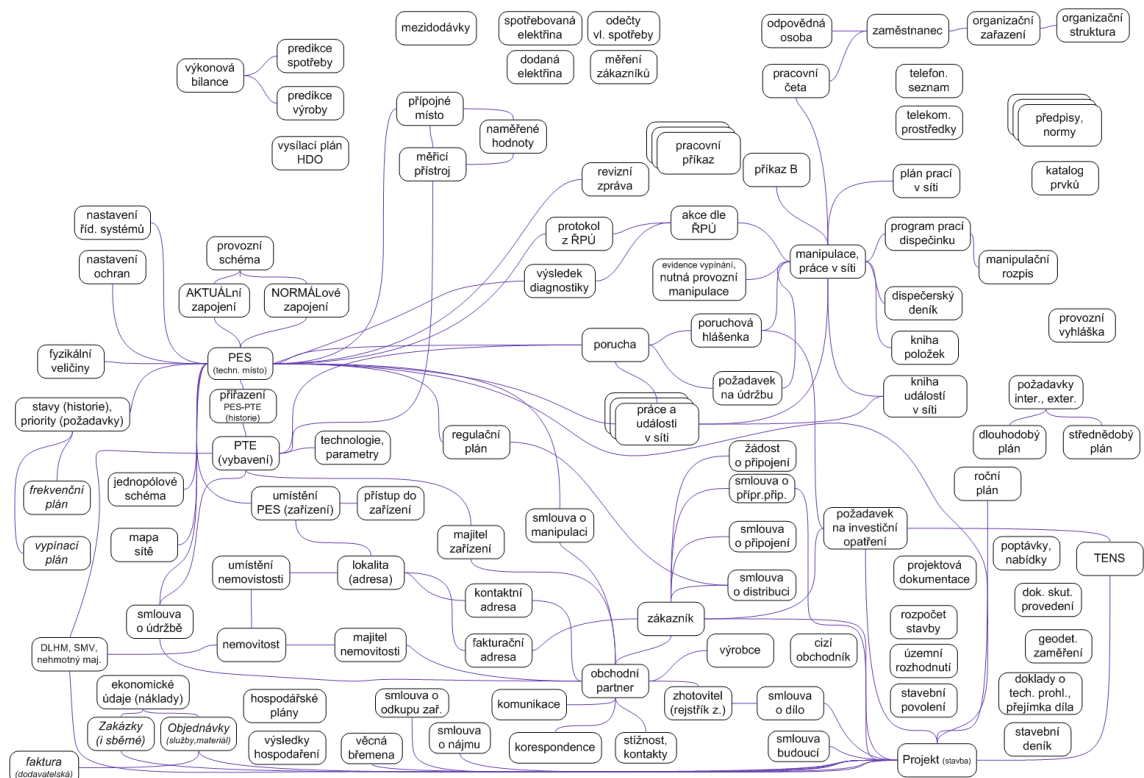 mezidodávky
spotřebovaná
elektřina
odečty
vl. spotřeby
odpovědná
osoba
zaměstnanec
organizační
zařazení
organizační
struktura
predikce
spotřeby
výkonová
bilance
dodaná
elektřina
měření
zákazníků
pracovní
četa
telefon.
seznam
predikce
výroby
přípojné
místo
naměřené
hodnoty
telekom.
prostředky
předpisy,
normy
vysílací plán
HDO
měřicí
přístroj
pracovní
příkaz
příkaz B
revizní
zpráva
plán prací
v síti
katalog
prvků
nastavení
říd. systémů
provozní
schéma
protokol
z ŘPÚ
akce dle
ŘPÚ
program prací
dispečinku
manipulace,
práce v síti
manipulační
rozpis
nastavení
ochran
AKTUÁLní
zapojení
NORMÁLové
zapojení
výsledek
diagnostiky
evidence vypínání,
nutná provozní
manipulace
dispečerský
deník
provozní
vyhláška
fyzikální
veličiny
PES
(techn. místo)
porucha
poruchová
hlášenka
kniha
položek
přiřazení
PES-PTE
(historie)
požadavek
na údržbu
kniha
událostí
v síti
požadavky
inter., exter.
stavy (historie),
priority (požadavky)
práce a
události
v síti
PTE
(vybavení)
technologie,
parametry
regulační
plán
dlouhodobý
plán
střednědobý
plán
žádost
o připojení
frekvenční
plán
jednopólové
schéma
umístění
PES (zařízení)
přístup do
zařízení
smlouva o
přípr.přip.
roční
plán
vypínací
plán
mapa
sítě
majitel
zařízení
smlouva o
manipulaci
smlouva
o připojení
požadavek
na investiční
opatření
poptávky,
nabídky
TENS
umístění
nemovistosti
lokalita
(adresa)
kontaktní
adresa
smlouva
o distribuci
projektová
dokumentace
dok. skut.
provedení
smlouva
o údržbě
zákazník
rozpočet
stavby
DLHM, SMV,
nehmotný maj.
nemovitost
majitel
nemovitosti
fakturační
adresa
výrobce
cizí
obchodník
územní
rozhodnutí
geodet.
zaměření
obchodní
partner
ekonomické
údaje (náklady)
hospodářské
plány
smlouva o
odkupu zař.
komunikace
zhotovitel
(rejstřík z.)
smlouva
o dílo
stavební
povolení
doklady o
tech. prohl.,
přejímka díla
Zakázky
(i sběrné)
Objednávky
(služby,materiál)
výsledky
hospodaření
věcná
břemena
smlouva
o nájmu
korespondence
stížnost,
kontakty
smlouva
budoucí
stavební
deník
faktura
(dodavatelská)
Projekt (stavba)